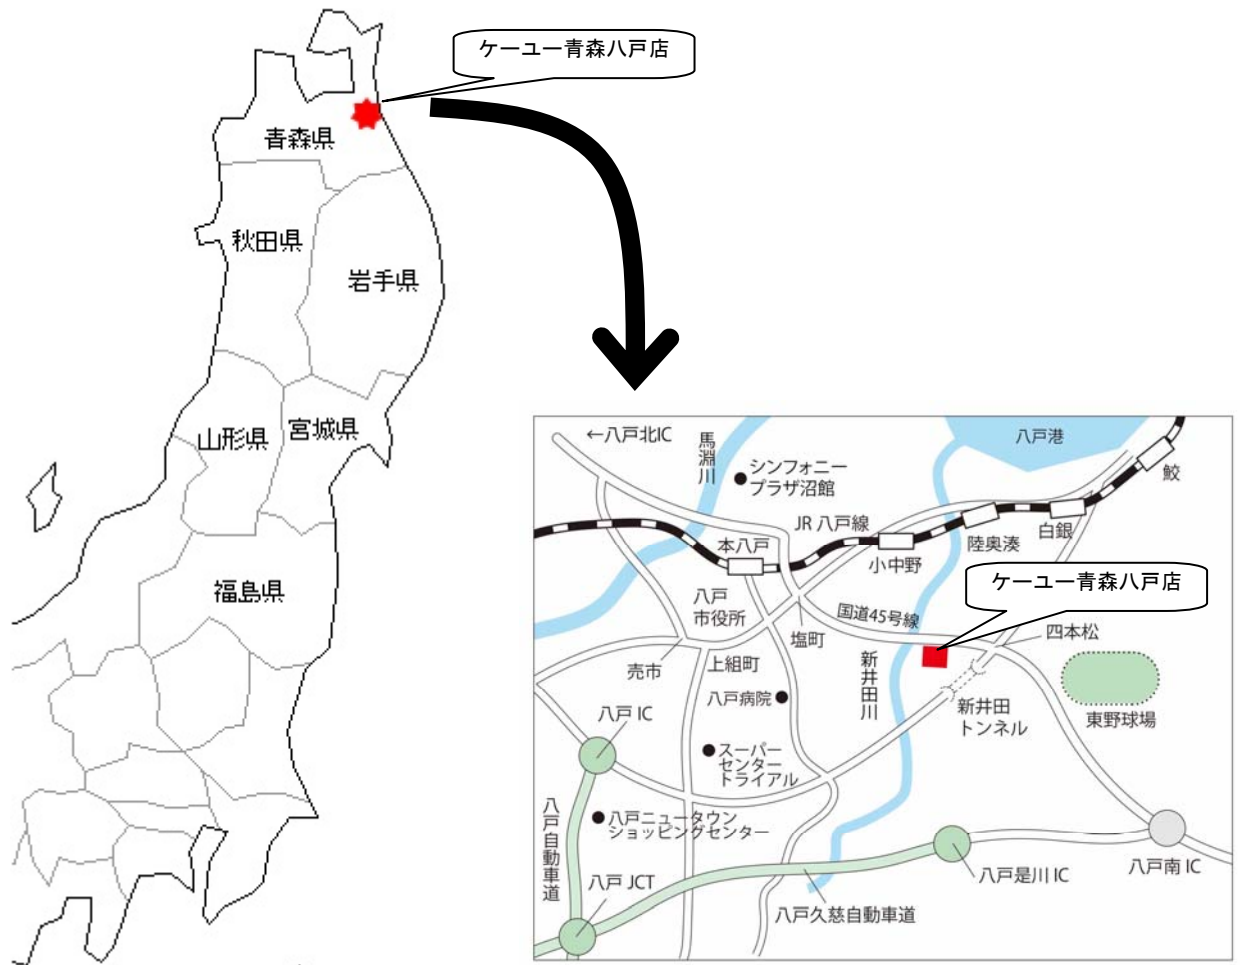 ケーユー青森八戸店
青森県
秋田県
岩手県
山形県
宮城県
福島県
←八戸北IC
馬淵川
シンフォニー
プラザ沼館
八戸港
鮫
JR 八戸線
本八戸
小中野
陸奥湊
白銀
ケーユー青森八戸店
八戸
市役所
塩町
国道45号線
四本松
売市
上組町
新井田川
八戸病院
新井田
トンネル
東野球場
八戸 IC
スーパー
センター
トライアル
八戸自動車道
八戸ニュータウン
ショッピングセンター
八戸 JCT
八戸是川 IC
八戸南 IC
八戸久慈自動車道